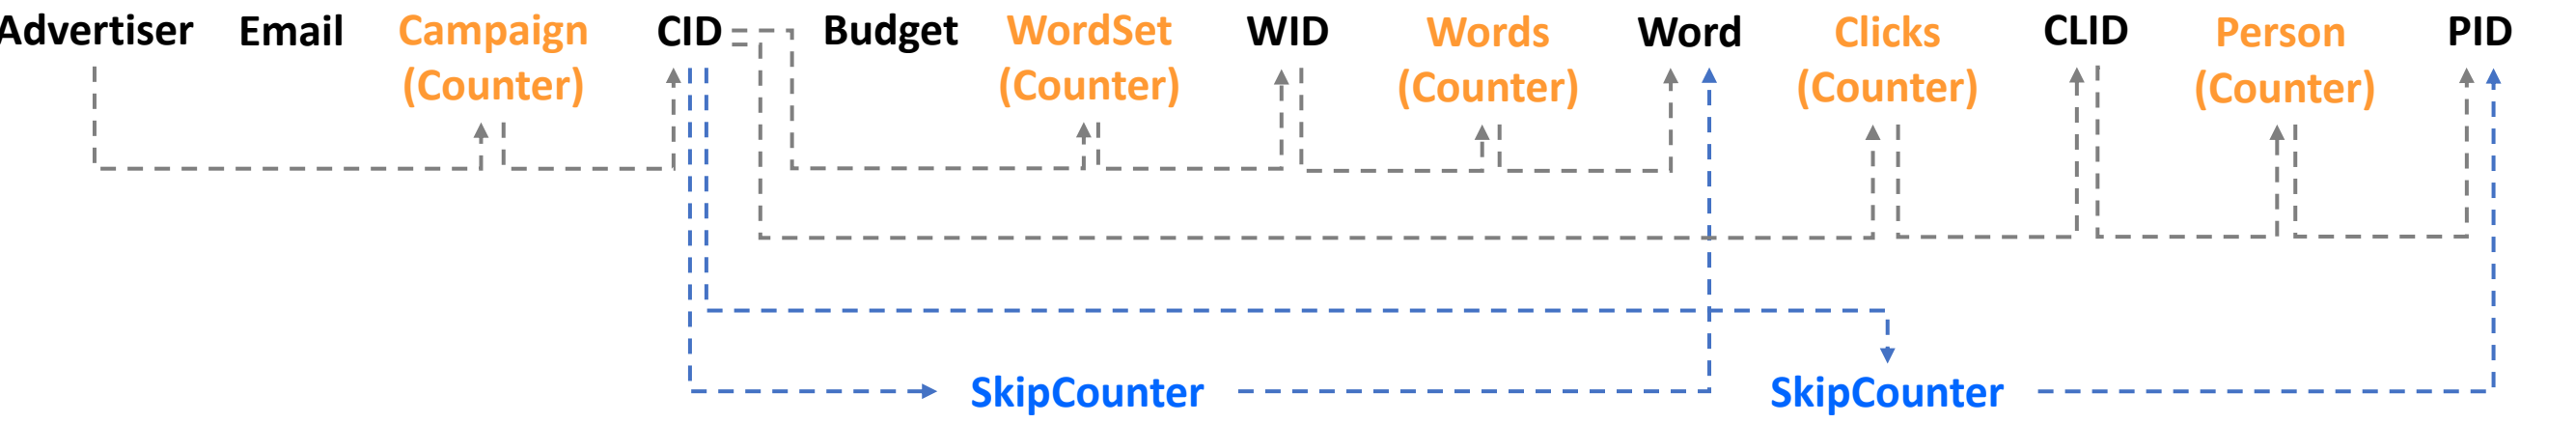 Advertiser Email Campaign CID Budget WordSet WID Words Word Clicks CLID Person PID
(Counter) (Counter) (Counter) (Counter) (Counter)
SkipCounter SkipCounter